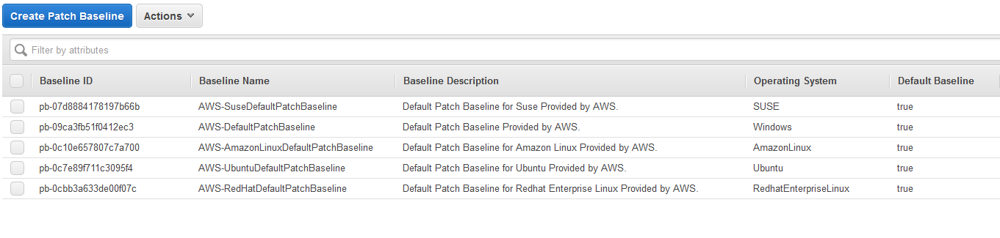 Create Patch Baseline Actions
Filter by attributes
Baseline ID Baseline Name Baseline Description Operating System Default Baseline
pb-07d8884178197b66b AWS-SuseDefaultPatchBaseline Default Patch Baseline for Suse Provided by AWS. SUSE true
pb-09ca3fb51f0412ec3 AWS-DefaultPatchBaseline Default Patch Baseline Provided by AWS. Windows true
pb-0c10e657807c7a700 AWS-AmazonLinuxDefaultPatchBaseline Default Patch Baseline for Amazon Linux Provided by AWS. AmazonLinux true
pb-0c7e89f711c3095f4 AWS-UbuntuDefaultPatchBaseline Default Patch Baseline for Ubuntu Provided by AWS. Ubuntu true
pb-0cbb3a633de00f07c AWS-RedHatDefaultPatchBaseline Default Patch Baseline for Redhat Enterprise Linux Provided by AWS. RedhatEnterpriseLinux true